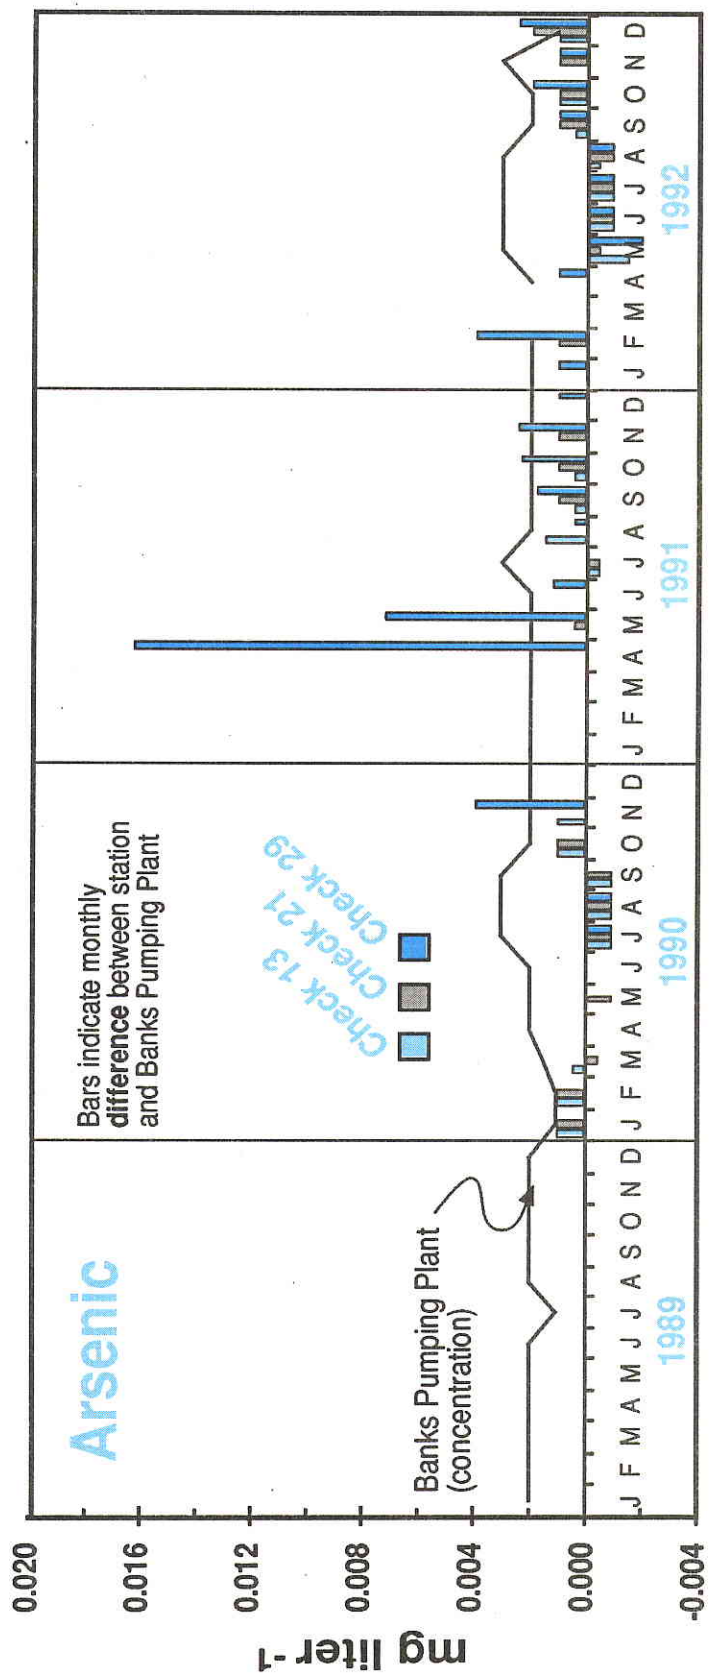 Arsenic
Bars indicate monthly
difference between station
and Banks Pumping Plant
Check 13
Check 21
Check 29
Banks Pumping Plant
(concentration)
mg liter -1
0.020
0.016
0.012
0.008
0.004
0.000
-0.004
J F M A M J J A S O N D J F M A M J J A S O N D J F M A M J J A S O N D J F M A M J J A S O N D
1989 1990 1991 1992